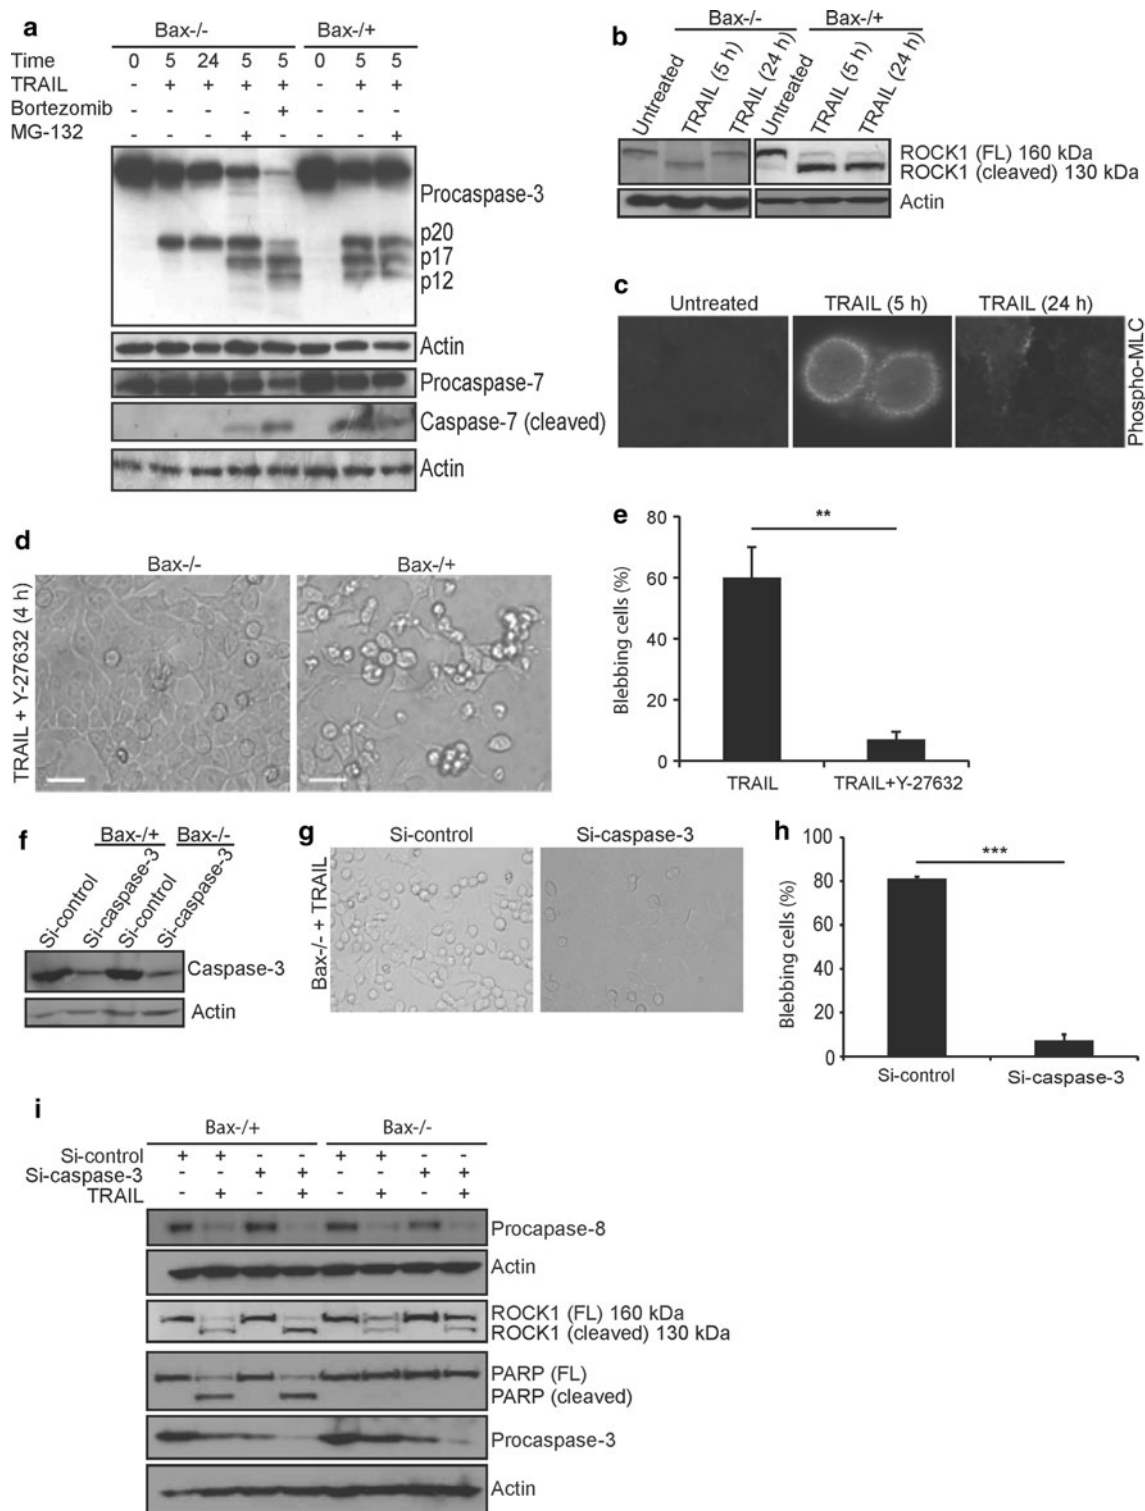 a
Bax-/- Bax-/+
Time 0 5 24 5 5 0 5 5
TRAIL - + + + + - + +
Bortezomib - - - - + - - -
MG-132 - - - + - - - +
Procaspase-3
p20
p17
p12
Actin
Procaspase-7
Caspase-7 (cleaved)
Actin
b
Bax-/- Bax-/+
Untreated TRAIL (5 h) TRAIL (24 h) Untreated TRAIL (5 h) TRAIL (24 h)
ROCK1 (FL) 160 kDa
ROCK1 (cleaved) 130 kDa
Actin
c
Untreated TRAIL (5 h) TRAIL (24 h)
Phospho-MLC
d
Bax-/- Bax-/+
TRAIL + Y-27632 (4 h)
e
Blebbing cells (%)
80
60
40
20
0
**
TRAIL TRAIL+Y-27632
f
Bax-/+ Bax-/-
Si-control Si-caspase-3 Si-control Si-caspase-3
Caspase-3
Actin
g
Si-control Si-caspase-3
Bax-/- + TRAIL
h
Blebbing cells (%)
100
80
60
40
20
0
***
Si-control Si-caspase-3
i
Bax-/+ Bax-/-
Si-control + + - - + + - -
Si-caspase-3 - - + + - - + +
TRAIL - + - + - + - +
Procapase-8
Actin
ROCK1 (FL) 160 kDa
ROCK1 (cleaved) 130 kDa
PARP (FL)
PARP (cleaved)
Procaspase-3
Actin